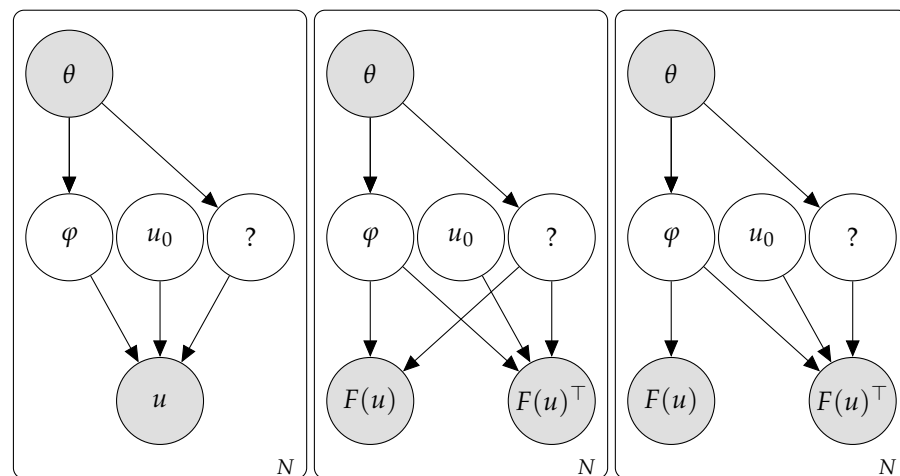 θ θ θ
φ u₀ ? φ u₀ ? φ u₀ ?
u F(u) F(u)⊤ F(u) F(u)⊤
N N N